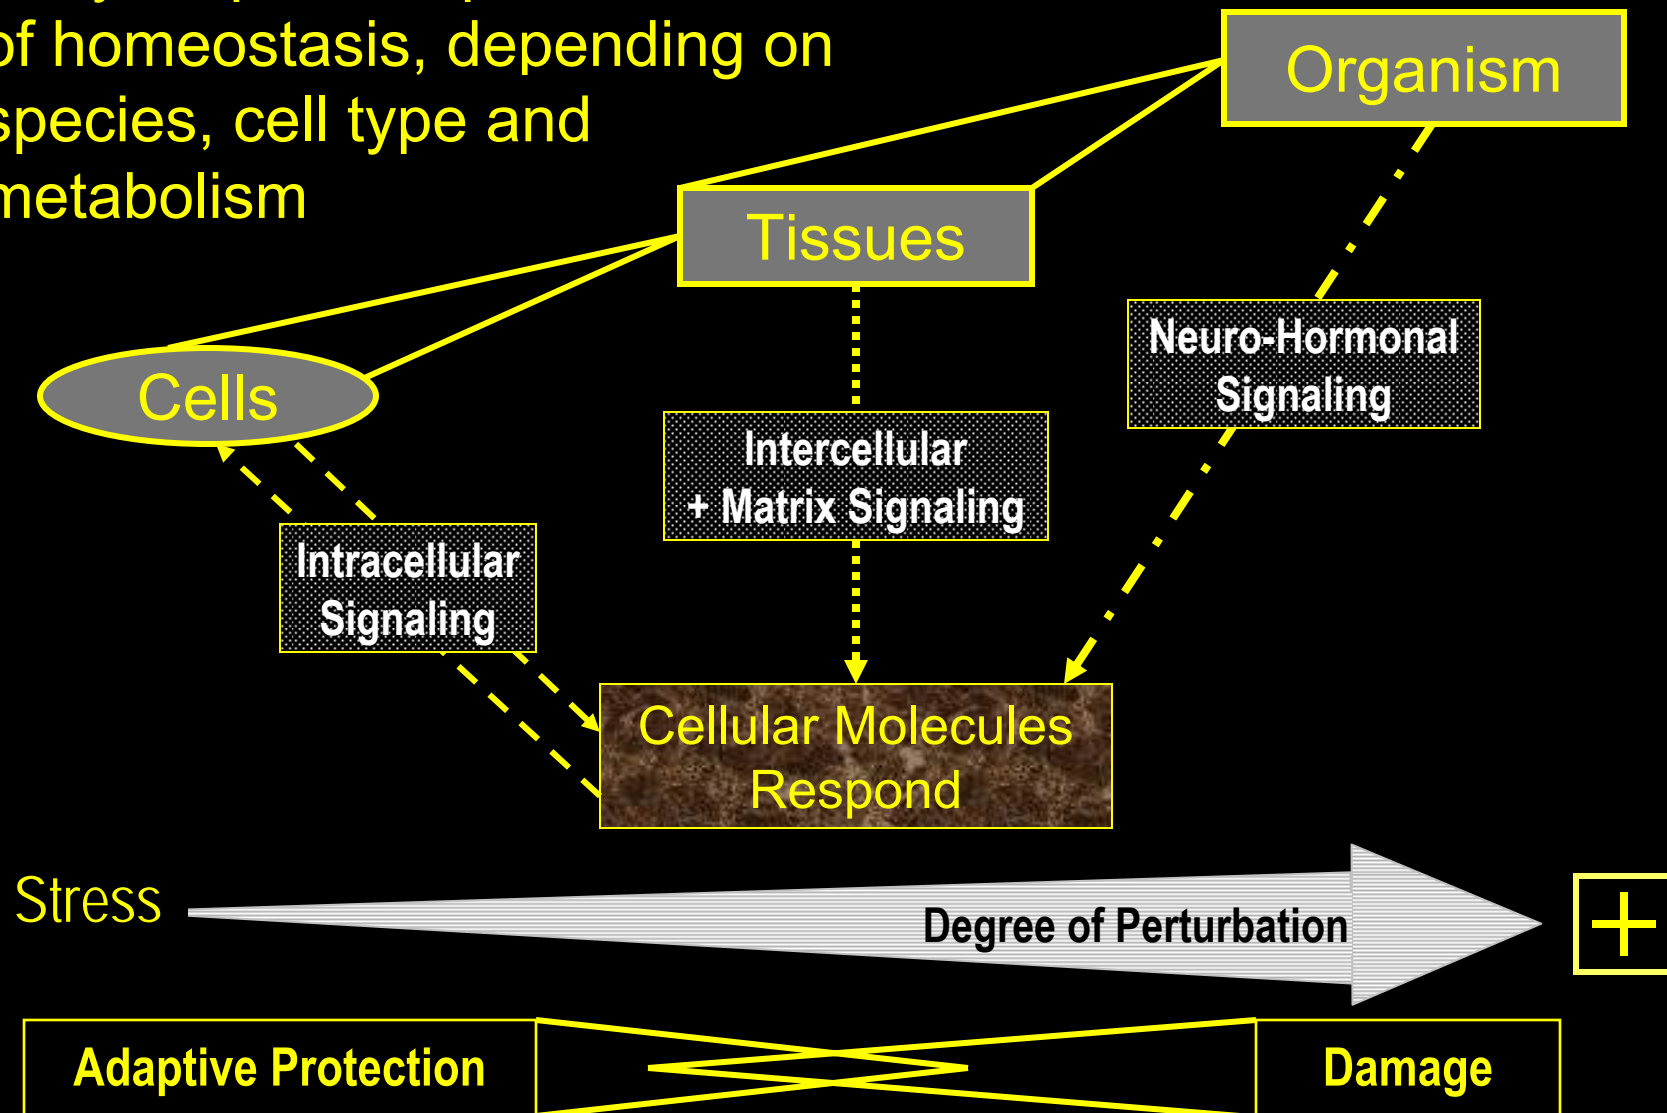 of homeostasis, depending on
species, cell type and
metabolism
Organism
Tissues
Cells
Neuro-Hormonal
Signaling
Intercellular
+ Matrix Signaling
Intracellular
Signaling
Cellular Molecules
Respond
Stress
Degree of Perturbation
+
Adaptive Protection
Damage